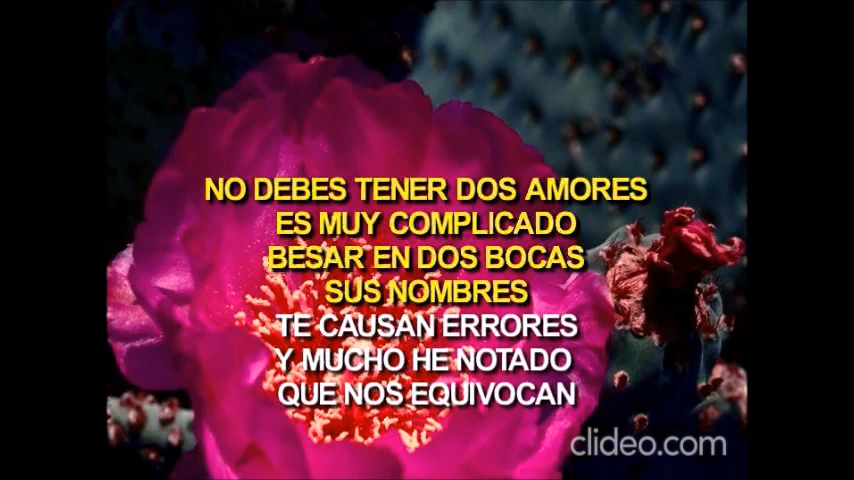 NO DEBES TENER DOS AMORES
ES MUY COMPLICADO
BESAR EN DOS BOCAS
SUS NOMBRES
TE CAUSAN ERRORES
Y MUCHO HE NOTADO
QUE NOS EQUIVOCAN
clideo.com